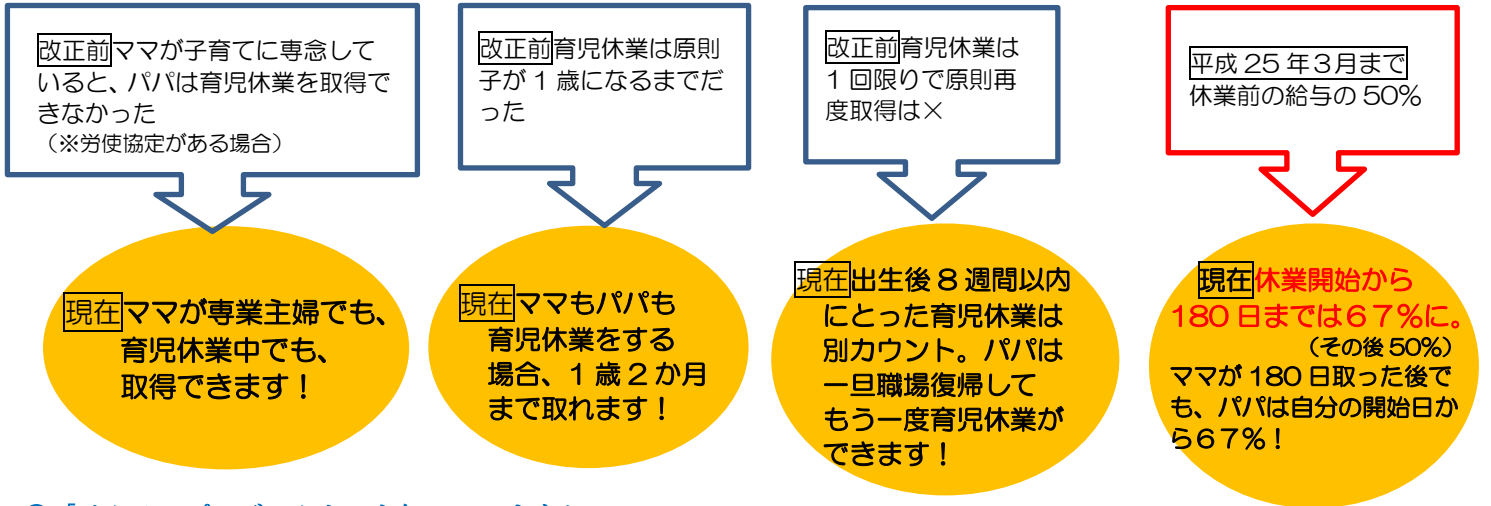 改正前ママが子育てに専念して
いると、パパは育児休業を取得で
きなかった
（※労使協定がある場合）
改正前育児休業は原則
子が１歳になるまでだ
った
改正前育児休業は
１回限りで原則再
度取得は×
平成25年３月まで
休業前の給与の50％
現在ママが専業主婦でも、
育児休業中でも、
取得できます！
現在ママもパパも
育児休業をする
場合、１歳２か月
まで取れます！
現在出生後８週間以内
にとった育児休業は
別カウント。パパは
一旦職場復帰して
もう一度育児休業が
できます！
現在休業開始から
180日までは６７％に。
（その後50％）
ママが180日取った後で
も、パパは自分の開始日か
ら６７％！